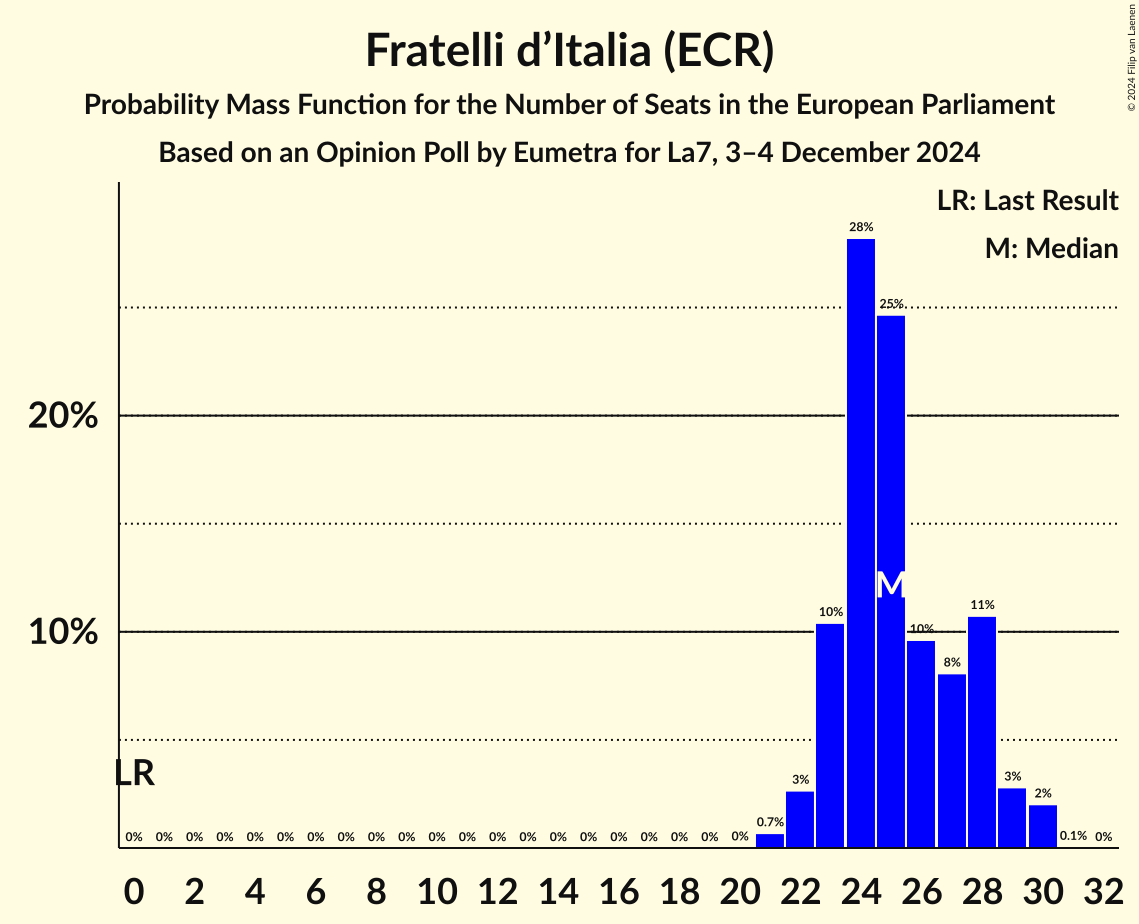 Fratelli d’Italia (ECR)
Probability Mass Function for the Number of Seats in the European Parliament
Based on an Opinion Poll by Eumetra for La7, 3–4 December 2024
© 2024 Filip van Laenen
LR: Last Result
M: Median
28%
25%
20%
M
10%
11%
10%
10%
8%
LR
3%
3%
2%
0% 0% 0% 0% 0% 0% 0% 0% 0% 0% 0% 0% 0% 0% 0% 0% 0% 0% 0% 0% 0% 0.7% 0.1% 0%
0 2 4 6 8 10 12 14 16 18 20 22 24 26 28 30 32